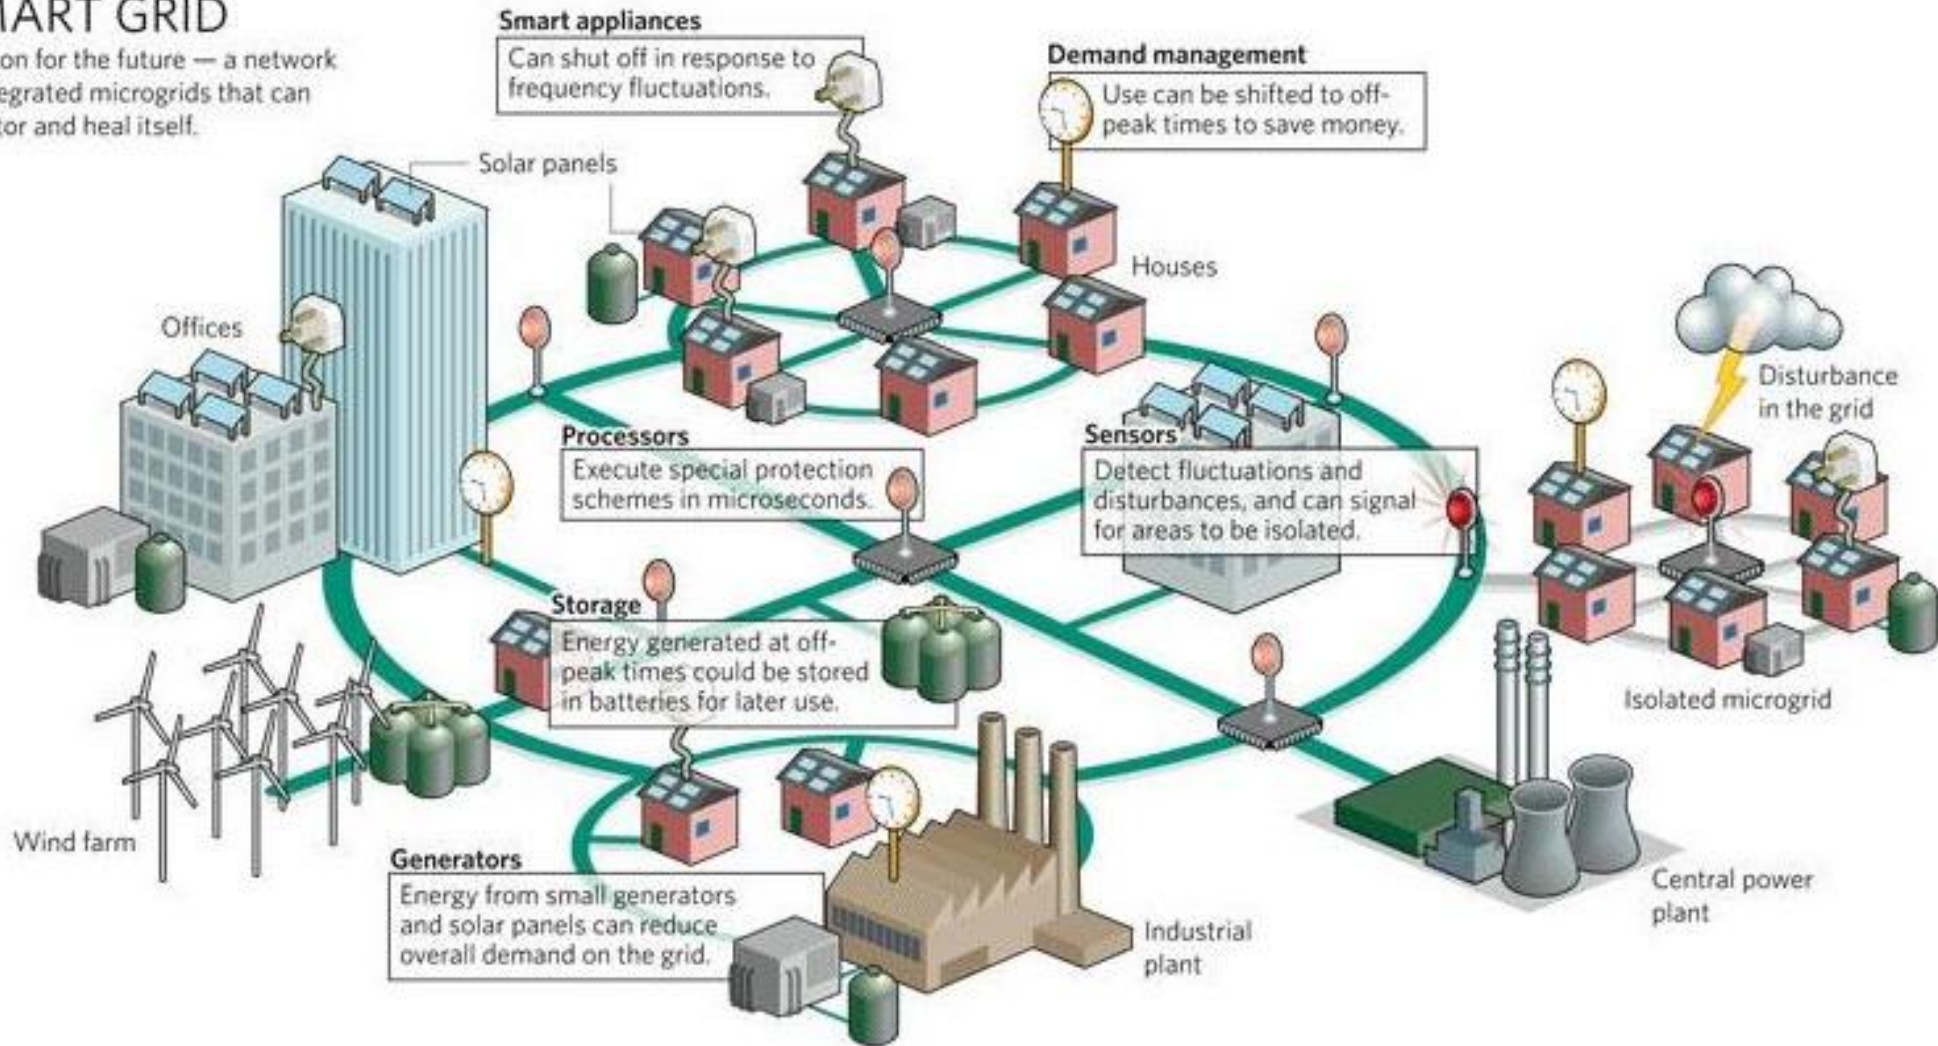 MART GRID
on for the future — a network
egrated microgrids that can
tor and heal itself.
Smart appliances
Can shut off in response to
frequency fluctuations.
Demand management
Use can be shifted to off-
peak times to save money.
Solar panels
Houses
Offices
Disturbance
in the grid
Processors
Execute special protection
schemes in microseconds.
Sensors
Detect fluctuations and
disturbances, and can signal
for areas to be isolated.
Storage
Energy generated at off-
peak times could be stored
in batteries for later use.
Isolated microgrid
Wind farm
Generators
Energy from small generators
and solar panels can reduce
overall demand on the grid.
Central power
plant
Industrial
plant